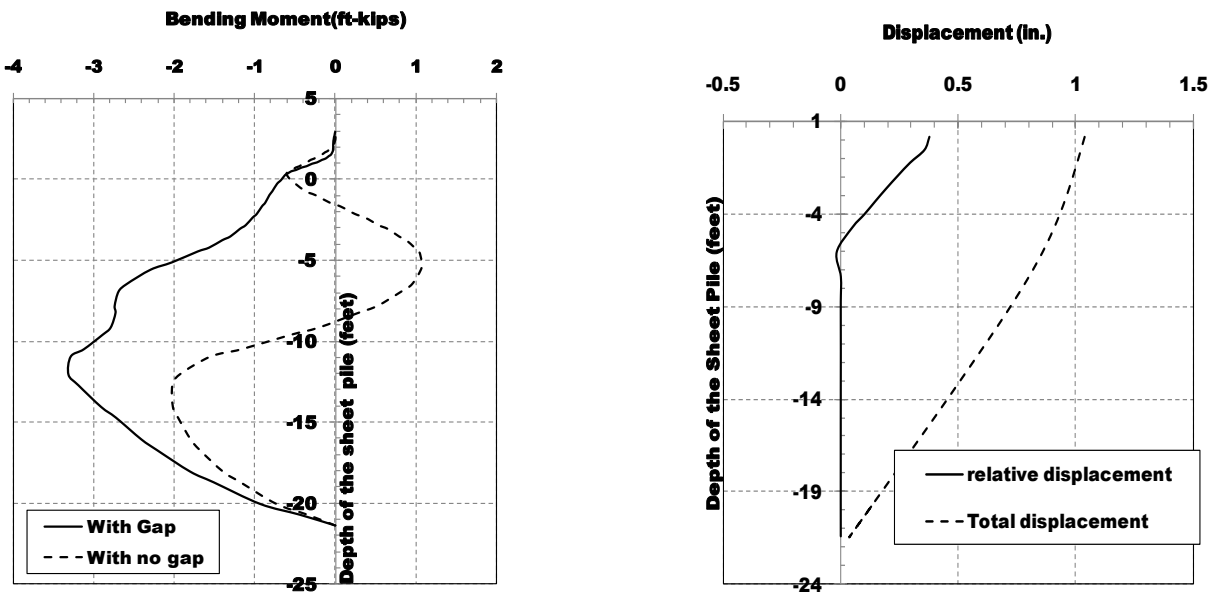 Bending Moment(ft-kips)
-4 -3 -2 -1 0 1 2
5
0
-5
-10
-15
-20
-25
Depth of the sheet pile (feet)
With Gap
With no gap
Displacement (in.)
-0.5 0 0.5 1 1.5
1
-4
-9
-14
-19
-24
Depth of the Sheet Pile (feet)
relative displacement
Total displacement